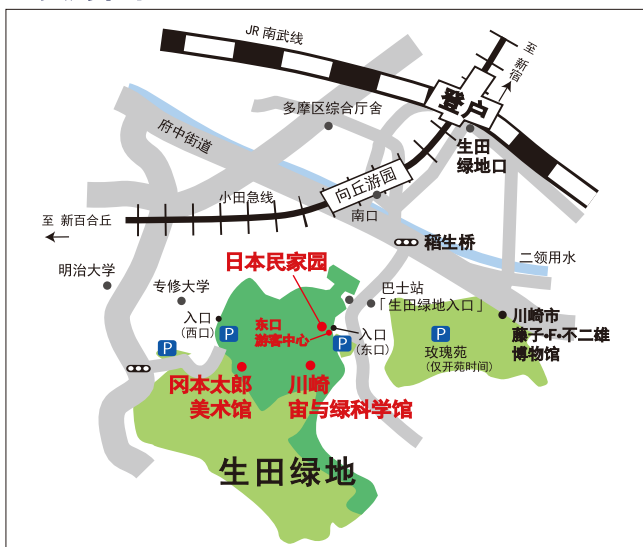 JR 南武线
至 新宿
登户
多摩区综合厅舍
府中街道
生田
绿地口
向丘游园
小田急线
南口
至 新百合丘
稻生桥
二领用水
日本民家园
明治大学
专修大学
巴士站
「生田绿地入口」
入口
(西口)
P
东口
游客中心
入口
(东口)
P
P
P
玫瑰苑
(仅开苑时间)
川崎市
藤子·F·不二雄
博物馆
冈本太郎
美术馆
川崎
宙与绿科学馆
生田绿地